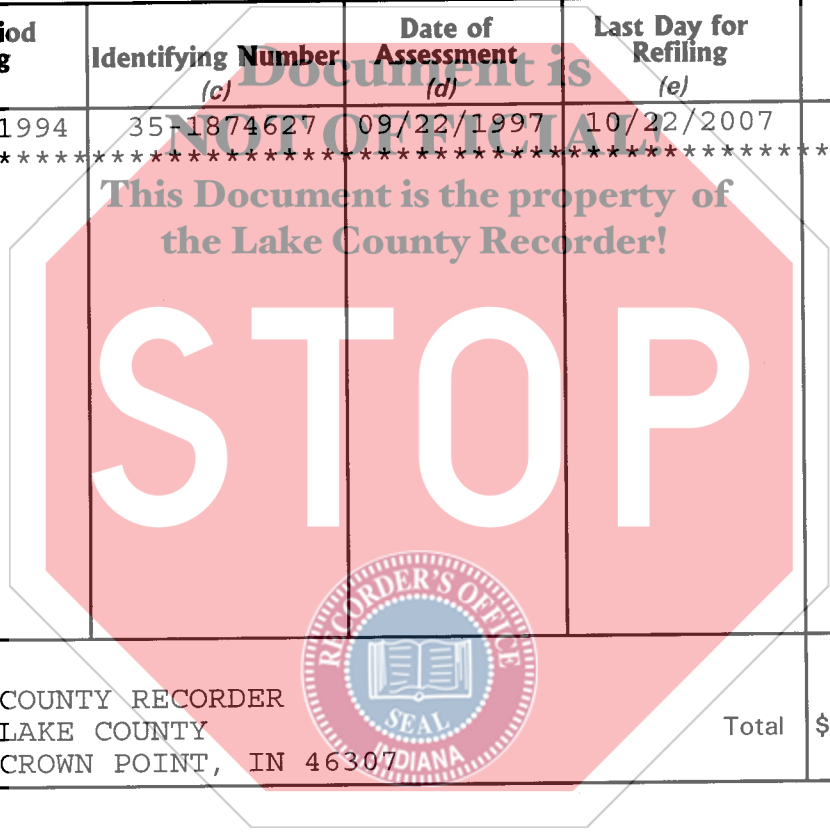 iod Date of Last Day for
g Identifying Number Assessment Refiling
(c) (d) (e)
Document is
1994 35-1874627 09/22/1997 10/22/2007
NOT OFFICIAL.
********************************************
This Document is the property of
the Lake County Recorder!
STOP
RECORDER'S OFFICE
SEAL
INDIANA
COUNTY RECORDER
LAKE COUNTY Total $
CROWN POINT, IN 46307